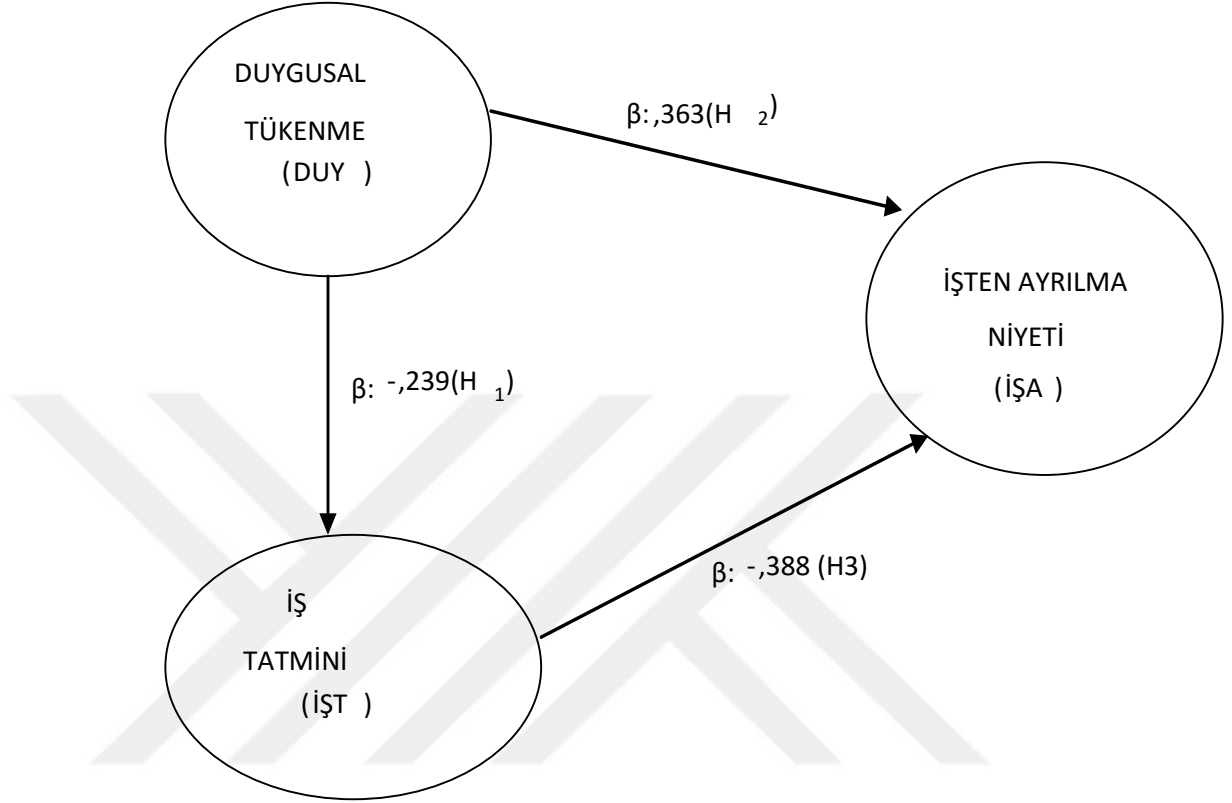 DUYGUSAL
TÜKENME
(DUY )
β: ,363(H 2)
İŞTEN AYRILMA
NİYETİ
(İŞA )
β: -,239(H 1)
β: -,388 (H3)
İŞ
TATMİNİ
(İŞT )